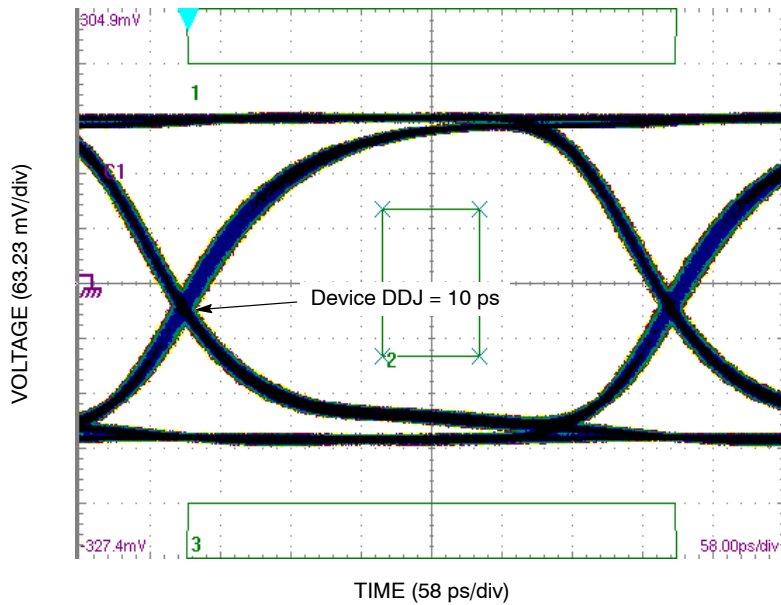 304.9mV
1
C1
VOLTAGE (63.23 mV/div)
Device DDJ = 10 ps
2
-327.4mV
3
58.00ps/div
TIME (58 ps/div)